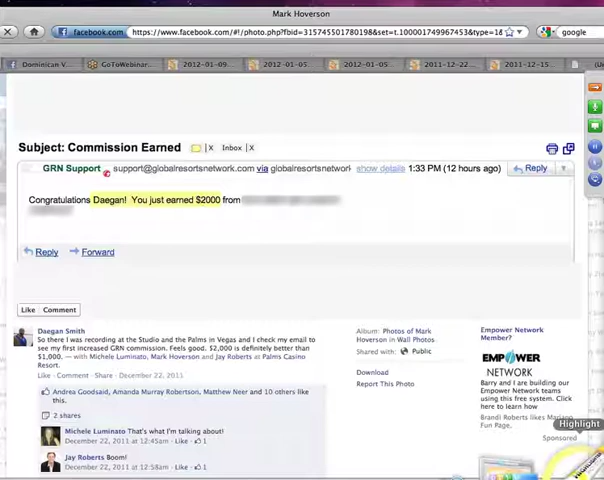 Mark Hoverson
facebook.com
https://www.facebook.com/#!/photo.php?fbid=315745501780198&set=t.100001749967453&type=1&
google
Dominican V...
GoToWebinar
2012-01-09...
2012-01-05
2012-01-05...
2011-12-22...
2011-12-15...
Subject: Commission Earned
X
Inbox
X
GRN Support
support@globalresortsnetwork.com via globalresortsnetwork
show details
1:33 PM (12 hours ago)
Reply
Congratulations Daegan! You just earned $2000 from
Reply
Forward
Like
Comment
Daegan Smith
So there I was recording at the Studio and the Palms in Vegas and I check my email to
see my first increased GRN commission. Feels good. $2,000 is definitely better than
$1,000. — with Michele Luminato, Mark Hoverson and Jay Roberts at Palms Casino
Resort.
Like · Comment · Share · December 22, 2011
Andrea Goodsaid, Amanda Murray Robertson, Matthew Neer and 10 others like
this.
2 shares
Michele Luminato That's what I'm talking about!
December 22, 2011 at 12:45am · Like · 1
Jay Roberts Boom!
December 22, 2011 at 12:58am · Like · 1
Album: Photos of Mark
Hoverson in Wall Photos
Shared with: Public
Download
Report This Photo
Empower Network
Member?
EMPOWER
NETWORK
Barry and I are building our
Empower Network teams
using this free system. Click
here to learn how
Brandi Roberts likes
Fun Page.
Highlight
Sponsored